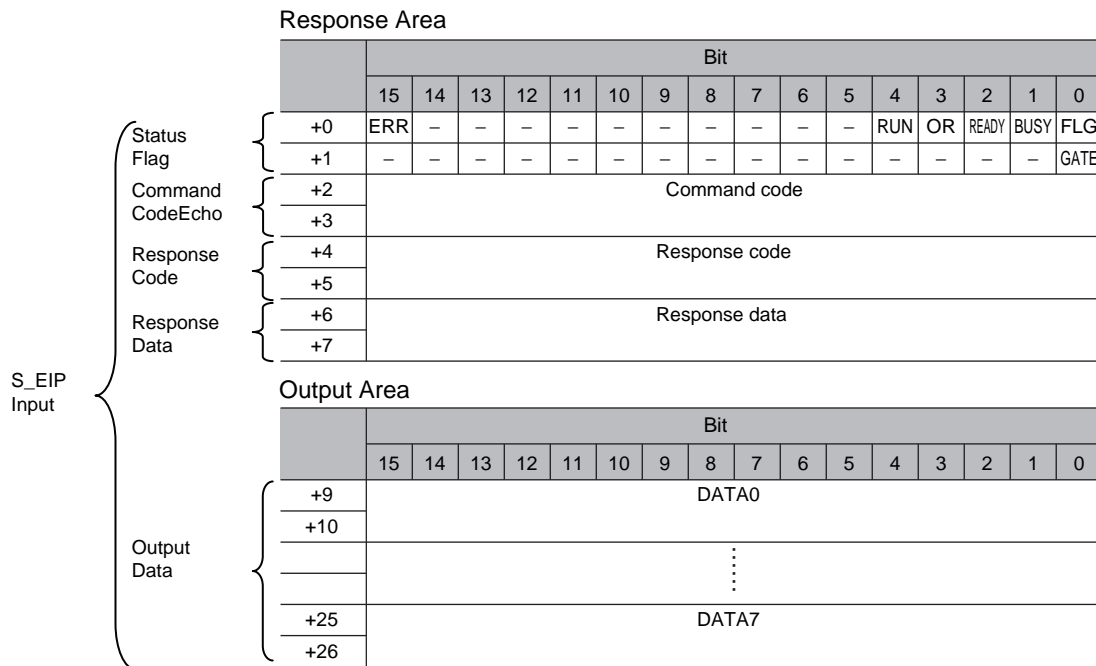 Response Area
Bit
15 14 13 12 11 10 9 8 7 6 5 4 3 2 1 0
Status
Flag
+0 ERR – – – – – – – – – – RUN OR READY BUSY FLG
+1 – – – – – – – – – – – – – – – GATE
Command
CodeEcho
+2 Command code
+3
Response
Code
+4 Response code
+5
Response
Data
+6 Response data
+7
S_EIP
Input
Output Area
Bit
15 14 13 12 11 10 9 8 7 6 5 4 3 2 1 0
+9 DATA0
+10
Output
Data
+25 DATA7
+26